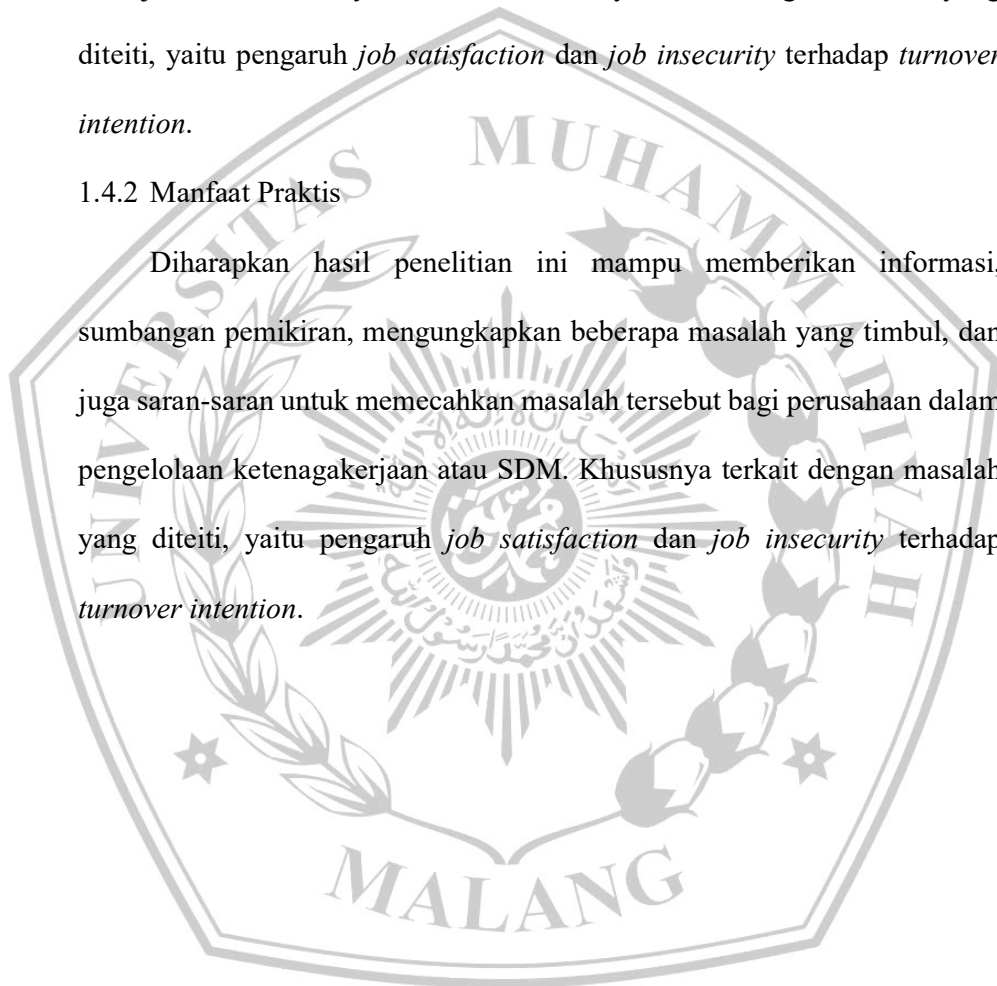 diteiti, yaitu pengaruh job satisfaction dan job insecurity terhadap turnover
intention.
1.4.2 Manfaat Praktis
Diharapkan hasil penelitian ini mampu memberikan informasi,
sumbangan pemikiran, mengungkapkan beberapa masalah yang timbul, dan
juga saran-saran untuk memecahkan masalah tersebut bagi perusahaan dalam
pengelolaan ketenagakerjaan atau SDM. Khususnya terkait dengan masalah
yang diteiti, yaitu pengaruh job satisfaction dan job insecurity terhadap
turnover intention.
UNIVERSITAS MUHAMMADIYAH
MALANG